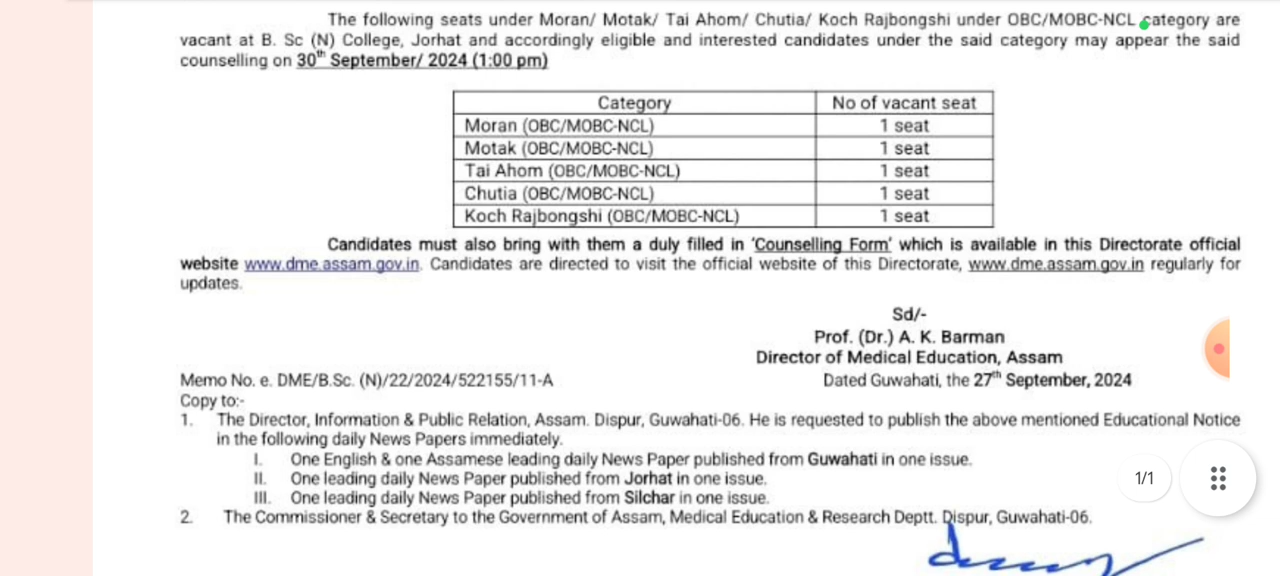 The following seats under Moran/ Motak/ Tai Ahom/ Chutia/ Koch Rajbongshi under OBC/MOBC-NCL category are
vacant at B. Sc (N) College, Jorhat and accordingly eligible and interested candidates under the said category may appear the said
counselling on 30th September/ 2024 (1:00 pm)
Category No of vacant seat
Moran (OBC/MOBC-NCL) 1 seat
Motak (OBC/MOBC-NCL) 1 seat
Tai Ahom (OBC/MOBC-NCL) 1 seat
Chutia (OBC/MOBC-NCL) 1 seat
Koch Rajbongshi (OBC/MOBC-NCL) 1 seat
Candidates must also bring with them a duly filled in 'Counselling Form' which is available in this Directorate official
website www.dme.assam.gov.in. Candidates are directed to visit the official website of this Directorate, www.dme.assam.gov.in regularly for
updates.
Sd/-
Prof. (Dr.) A. K. Barman
Director of Medical Education, Assam
Memo No. e. DME/B.Sc. (N)/22/2024/522155/11-A Dated Guwahati, the 27th September, 2024
Copy to:-
1. The Director, Information & Public Relation, Assam. Dispur, Guwahati-06. He is requested to publish the above mentioned Educational Notice
in the following daily News Papers immediately.
I. One English & one Assamese leading daily News Paper published from Guwahati in one issue.
II. One leading daily News Paper published from Jorhat in one issue.
III. One leading daily News Paper published from Silchar in one issue.
2. The Commissioner & Secretary to the Government of Assam, Medical Education & Research Deptt. Dispur, Guwahati-06.
1/1